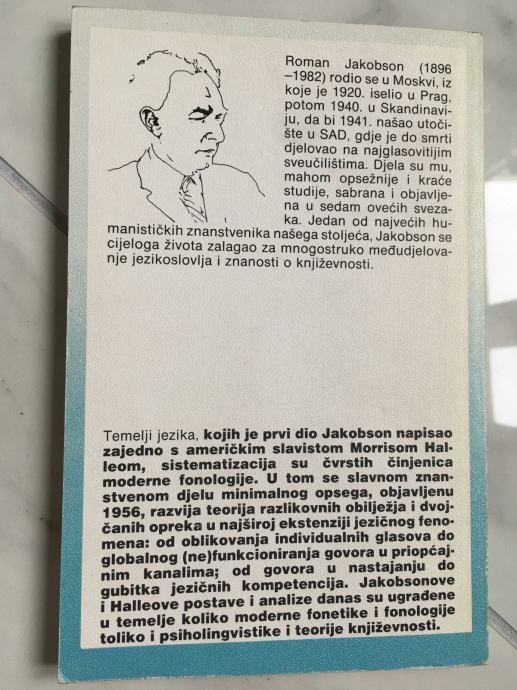 Roman Jakobson (1896
–1982) rodio se u Moskvi, iz
koje je 1920. iselio u Prag,
potom 1940. u Skandinavi-
ju, da bi 1941. našao utoči-
šte u SAD, gdje je do smrti
djelovao na najglasovitijim
sveučilištima. Djela su mu,
mahom opsežnije i kraće
studije, sabrana i objavlje-
na u sedam ovećih sveza-
ka. Jedan od najvećih hu-
manističkih znanstvenika našega stoljeća, Jakobson se
cijeloga života zalagao za mnogostruko međudjelova-
nje jezikoslovlja i znanosti o književnosti.
Temelji jezika, kojih je prvi dio Jakobson napisao
zajedno s američkim slavistom Morrisom Hal-
leom, sistematizacija su čvrstih činjenica
moderne fonologije. U tom se slavnom znan-
stvenom djelu minimalnog opsega, objavljenu
1956, razvija teorija razlikovnih obilježja i dvoj-
čanih opreka u najširoj ekstenziji jezičnog feno-
mena: od oblikovanja individualnih glasova do
globalnog (ne)funkcioniranja govora u priopćaj-
nim kanalima; od govora u nastajanju do
gubitka jezičnih kompetencija. Jakobsonove
i Halleove postave i analize danas su ugrađene
u temelje koliko moderne fonetike i fonologije
toliko i psiholingvistike i teorije književnosti.